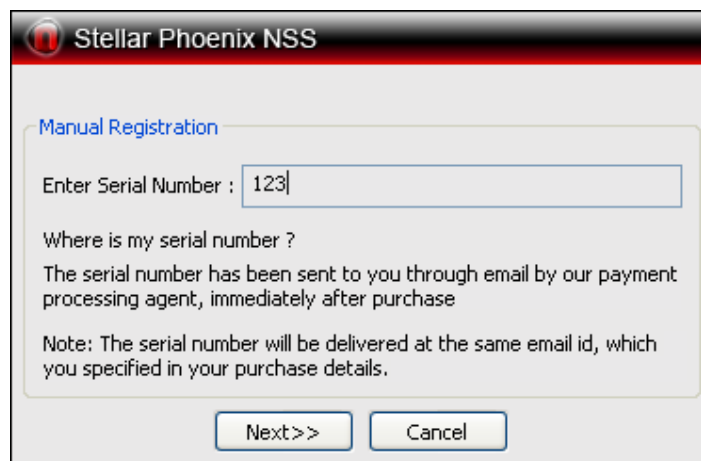 Stellar Phoenix NSS
Manual Registration
Enter Serial Number : 123
Where is my serial number ?
The serial number has been sent to you through email by our payment
processing agent, immediately after purchase
Note: The serial number will be delivered at the same email id, which
you specified in your purchase details.
Next>> Cancel